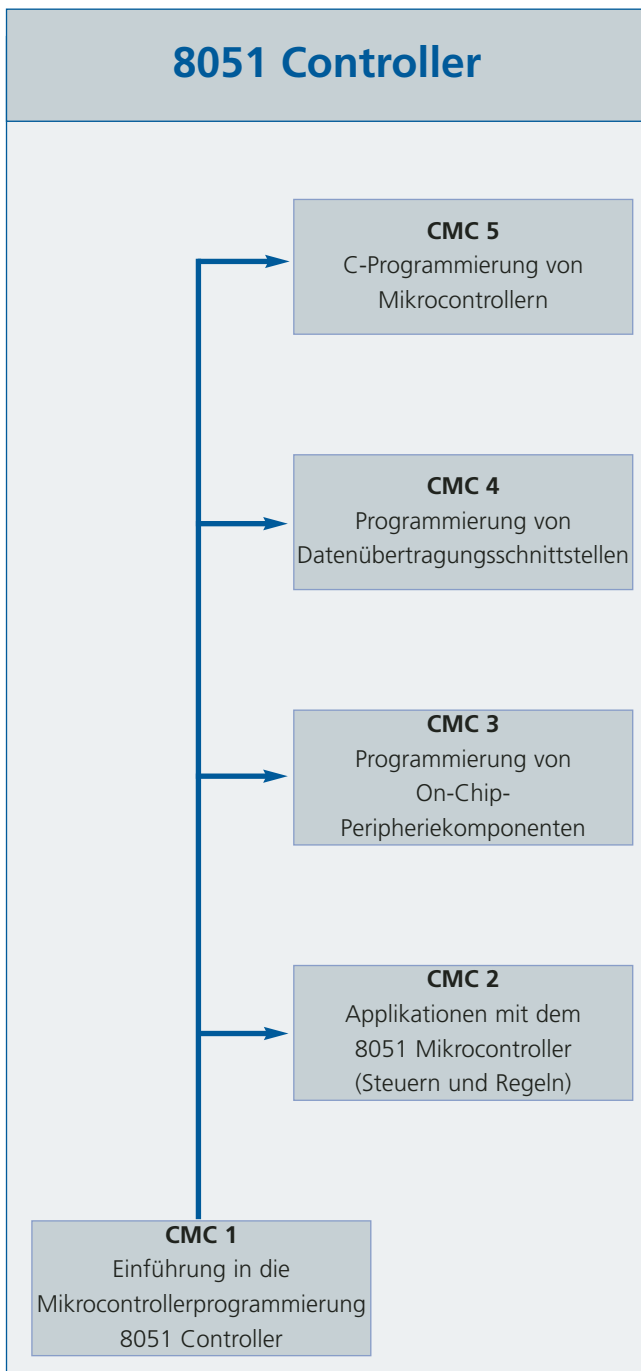 8051 Controller
CMC 5
C-Programmierung von
Mikrocontrollern
CMC 4
Programmierung von
Datenübertragungsschnittstellen
CMC 3
Programmierung von
On-Chip-
Peripheriekomponenten
CMC 2
Applikationen mit dem
8051 Mikrocontroller
(Steuern und Regeln)
CMC 1
Einführung in die
Mikrocontrollerprogrammierung
8051 Controller